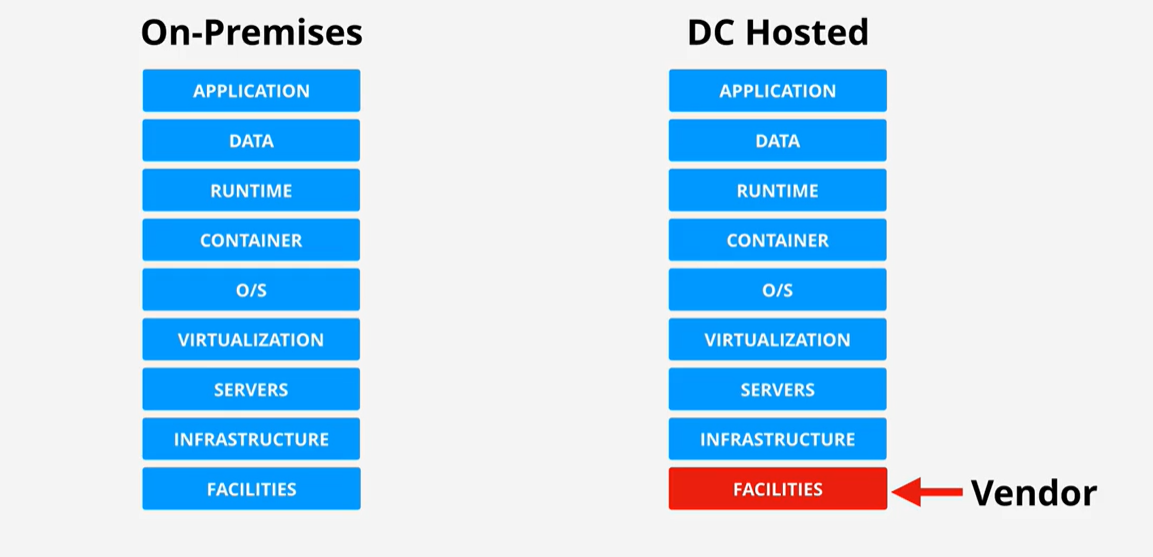 On-Premises
APPLICATION
DATA
RUNTIME
CONTAINER
O/S
VIRTUALIZATION
SERVERS
INFRASTRUCTURE
FACILITIES
DC Hosted
APPLICATION
DATA
RUNTIME
CONTAINER
O/S
VIRTUALIZATION
SERVERS
INFRASTRUCTURE
FACILITIES
Vendor